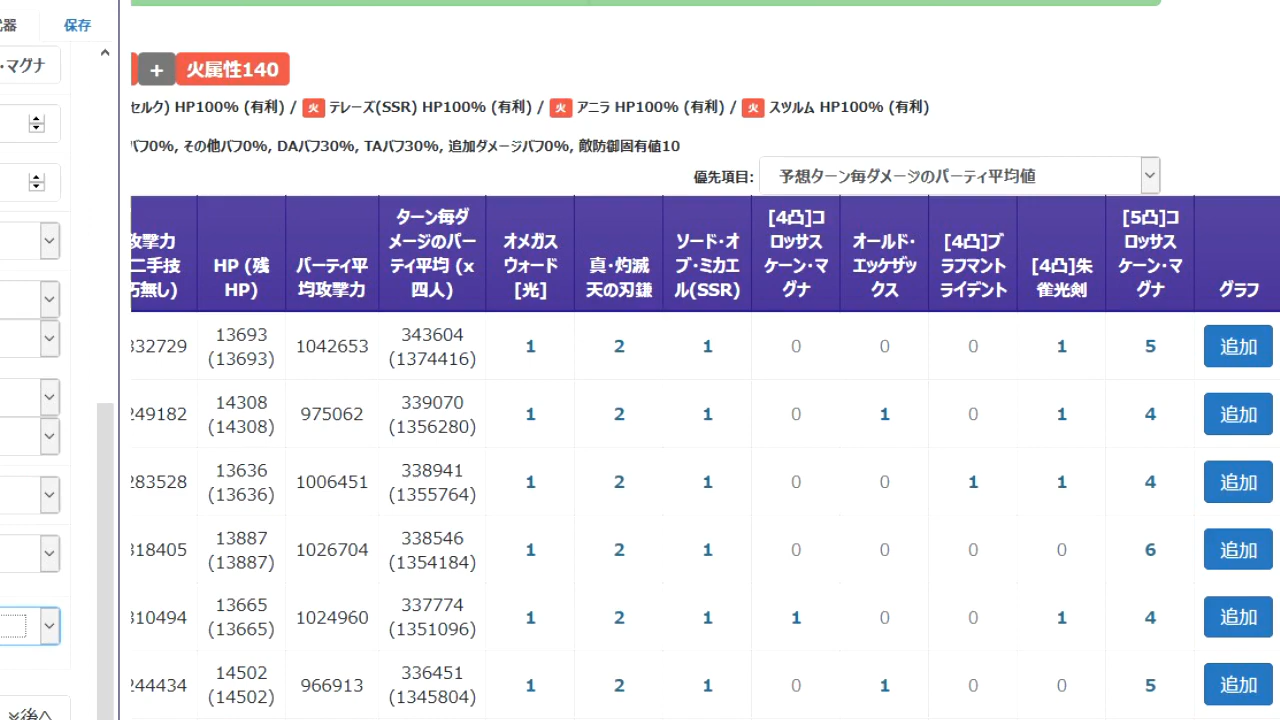 器
保存
・マグナ
+
火属性140
セルク) HP100% (有利) / 火 テレーズ(SSR) HP100% (有利) / 火 アニラ HP100% (有利) / 火 スツルム HP100% (有利)
バフ0%, その他バフ0%, DAバフ30%, TAバフ30%, 追加ダメージバフ0%, 敵防御固有値10
優先項目: 予想ターン毎ダメージのパーティ平均値
攻撃力
二手技
巧無し)
HP (残
HP)
パーティ平
均攻撃力
ターン毎ダ
メージのパー
ティ平均 (x
四人)
オメガス
ウォード
[光]
真・灼滅
天の刃鎌
ソード・オ
ブ・ミカエ
ル(SSR)
[4凸]コ
ロッサス
ケーン・マ
グナ
オールド・
エッケザッ
クス
[4凸]ブ
ラフマント
ライデント
[4凸]朱
雀光剣
[5凸]コ
ロッサス
ケーン・マ
グナ
グラフ
332729 13693 (13693) 1042653 343604 (1374416) 1 2 1 0 0 0 1 5 追加
249182 14308 (14308) 975062 339070 (1356280) 1 2 1 0 1 0 1 4 追加
283528 13636 (13636) 1006451 338941 (1355764) 1 2 1 0 0 1 1 4 追加
318405 13887 (13887) 1026704 338546 (1354184) 1 2 1 0 0 0 0 6 追加
310494 13665 (13665) 1024960 337774 (1351096) 1 2 1 1 0 0 1 4 追加
244434 14502 (14502) 966913 336451 (1345804) 1 2 1 0 1 0 0 5 追加
後へ